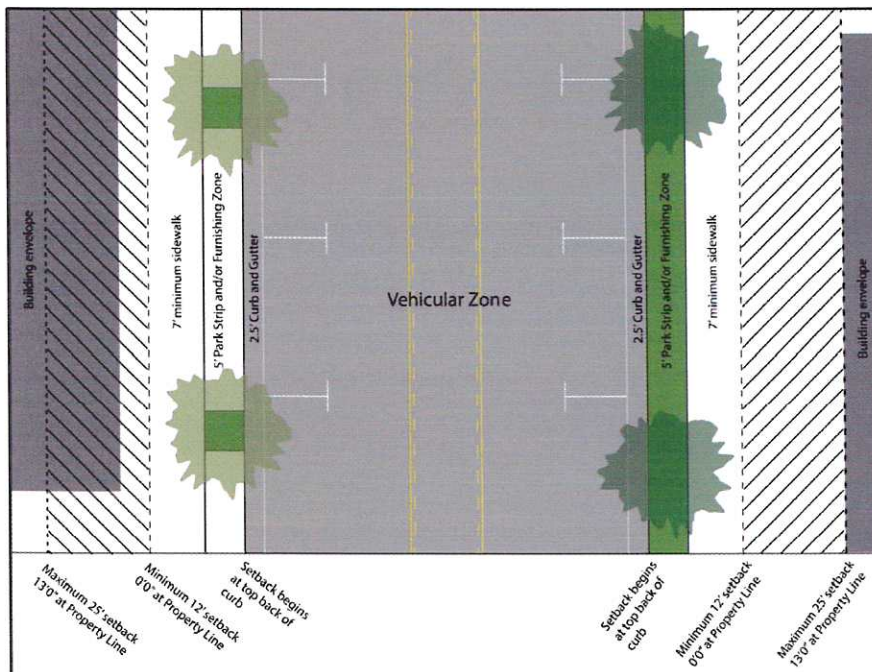 Building envelope
7' minimum sidewalk
5' Park Strip and/or Furnishing Zone
2.5' Curb and Gutter
Vehicular Zone
2.5' Curb and Gutter
5' Park Strip and/or Furnishing Zone
7' minimum sidewalk
Building envelope
Maximum 25' setback
13'0" at Property Line
Minimum 12' setback
0'0" at Property Line
Setback begins
at top back of
curb
Setback begins
at top back of
curb
Minimum 12' setback
0'0" at Property Line
Maximum 25' setback
13'0" at Property Line